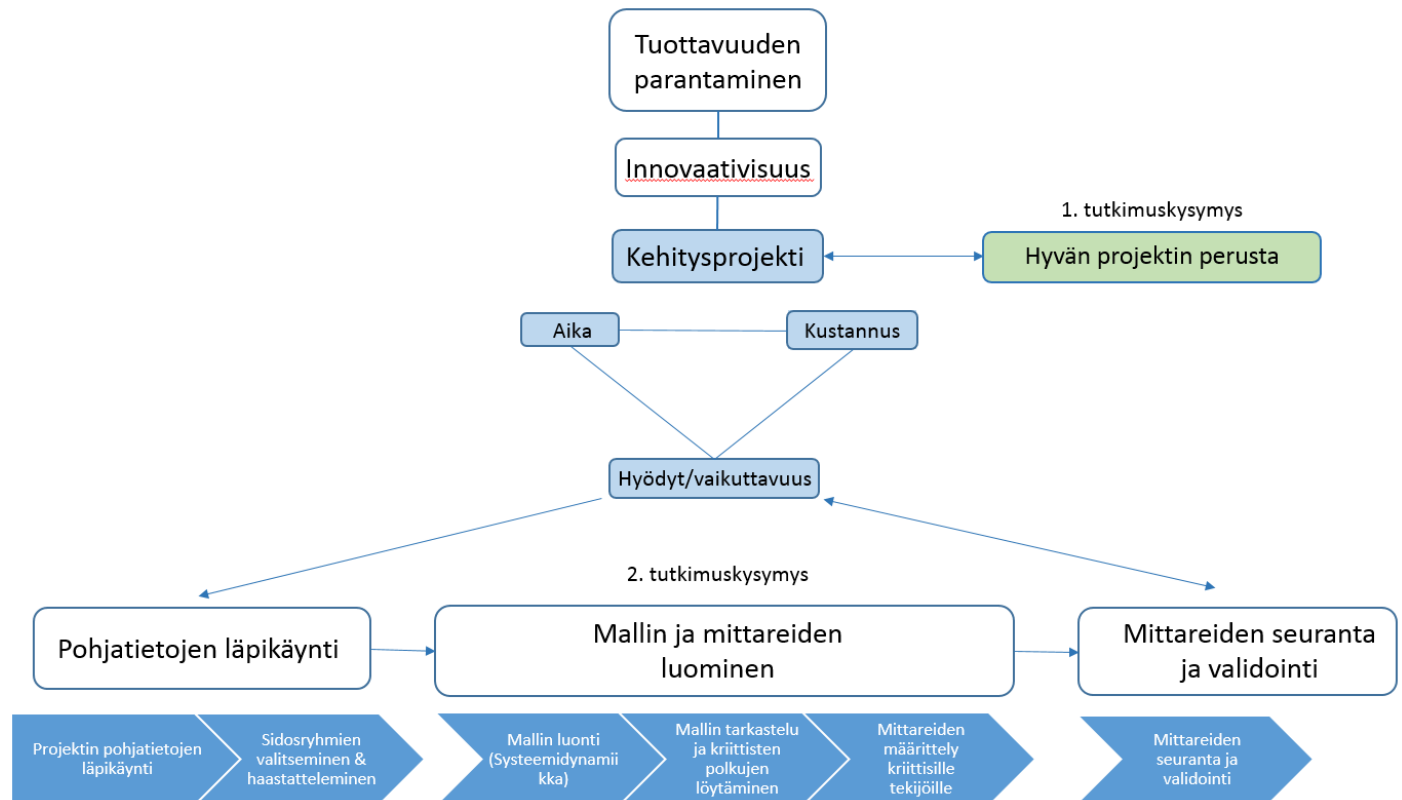 Tuottavuuden
parantaminen
Innovaativisuus
1. tutkimuskysymys
Kehitysprojekti
Hyvän projektin perusta
Aika
Kustannus
Hyödyt/vaikuttavuus
2. tutkimuskysymys
Pohjatietojen läpikäynti
Mallin ja mittareiden
luominen
Mittareiden seuranta
ja validointi
Projektin pohjatietojen
läpikäynti
Sidosryhmien
valitseminen &
haastatteleminen
Mallin luonti
(Systeemidynamii
kka)
Mallin tarkastelu
ja kriittisten
polkujen
löytäminen
Mittareiden
määrittely
kriittisille
tekijöille
Mittareiden
seuranta ja
validointi